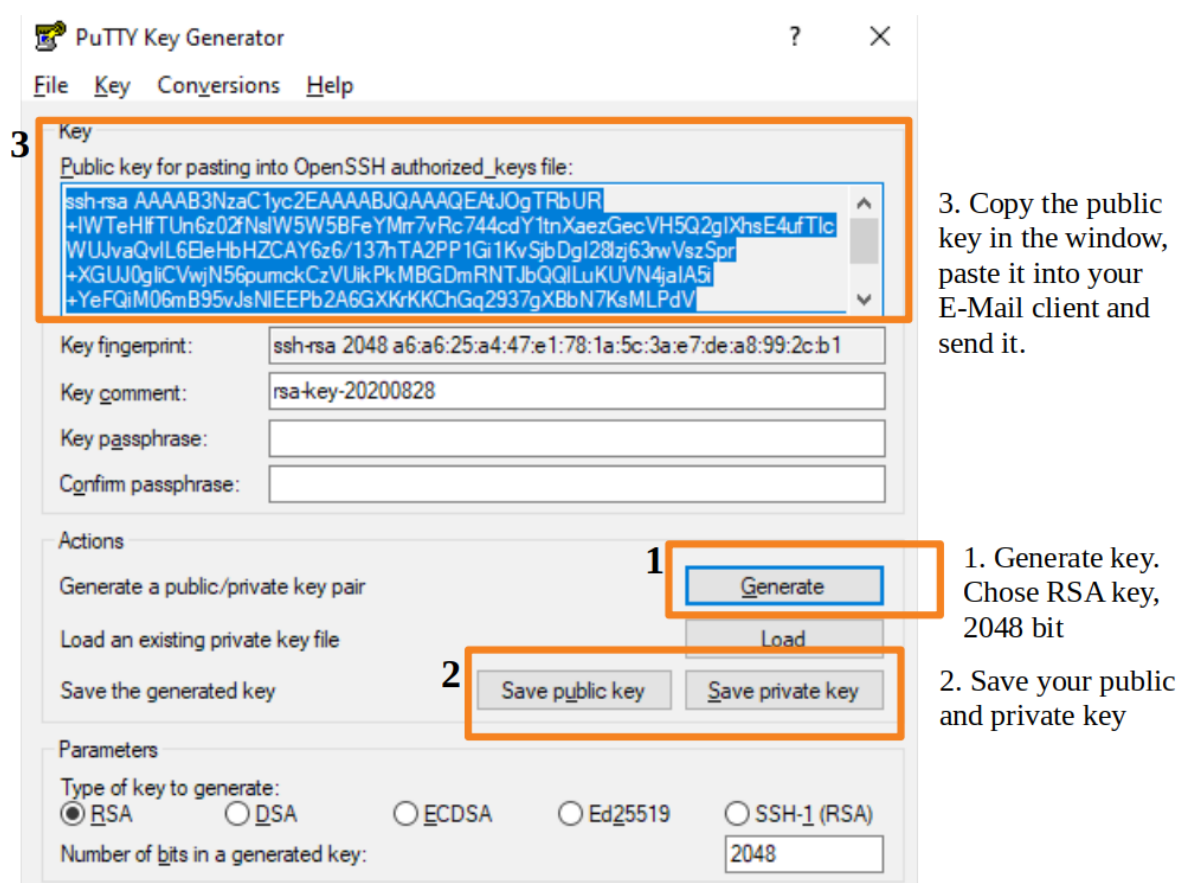 PuTTY Key Generator ? ×
File Key Conversions Help
3
Key
Public key for pasting into OpenSSH authorized_keys file:
ssh-rsa AAAAB3NzaC1yc2EAAAABJQAAAQEAtJOgTRbUR
+IWTeHlfTUn6z02fNslW5W5BFeYMrr7vRc744cdY1tnXaezGecVH5Q2glXhsE4ufTlc
WUJvaQvlL6EleHbHZCAY6z6/137hTA2PP1Gi1KvSjbDgI28lzj63rwVszSpr
+XGUJ0gliCVwjN56pumckCzVUikPkMBGDmRNTJbQQlLuKUVN4jalA5i
+YeFQiM06mB95vJsNlEEPb2A6GXKrKKChGq2937gXBbN7KsMLPdV
Key fingerprint: ssh-rsa 2048 a6:a6:25:a4:47:e1:78:1a:5c:3a:e7:de:a8:99:2c:b1
Key comment: rsa-key-20200828
Key passphrase:
Confirm passphrase:
3. Copy the public
key in the window,
paste it into your
E-Mail client and
send it.
Actions
1
Generate a public/private key pair Generate
Load an existing private key file Load
2
Save the generated key Save public key Save private key
1. Generate key.
Chose RSA key,
2048 bit
2. Save your public
and private key
Parameters
Type of key to generate:
RSA DSA ECDSA Ed25519 SSH-1 (RSA)
Number of bits in a generated key: 2048